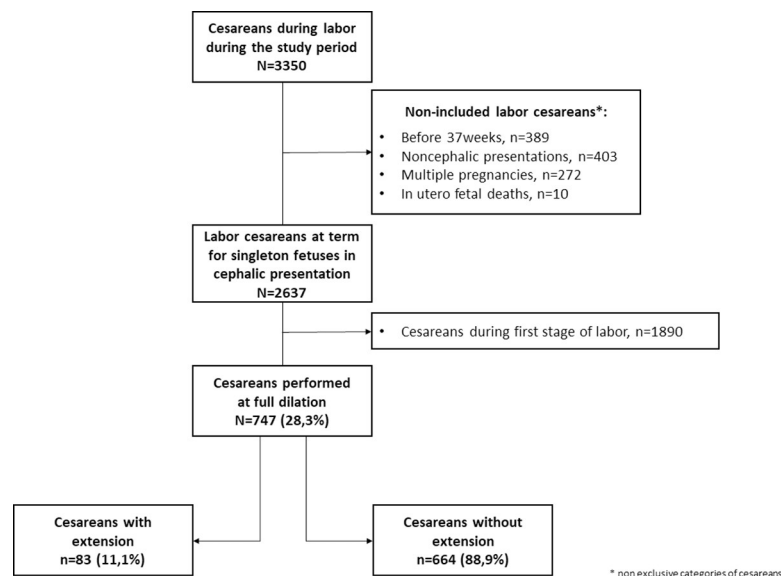 Cesareans during labor
during the study period
N=3350
Non-included labor cesareans*:
• Before 37weeks, n=389
• Noncephalic presentations, n=403
• Multiple pregnancies, n=272
• In utero fetal deaths, n=10
Labor cesareans at term
for singleton fetuses in
cephalic presentation
N=2637
• Cesareans during first stage of labor, n=1890
Cesareans performed
at full dilation
N=747 (28,3%)
Cesareans with
extension
n=83 (11,1%)
Cesareans without
extension
n=664 (88,9%)
* non exclusive categories of cesareans